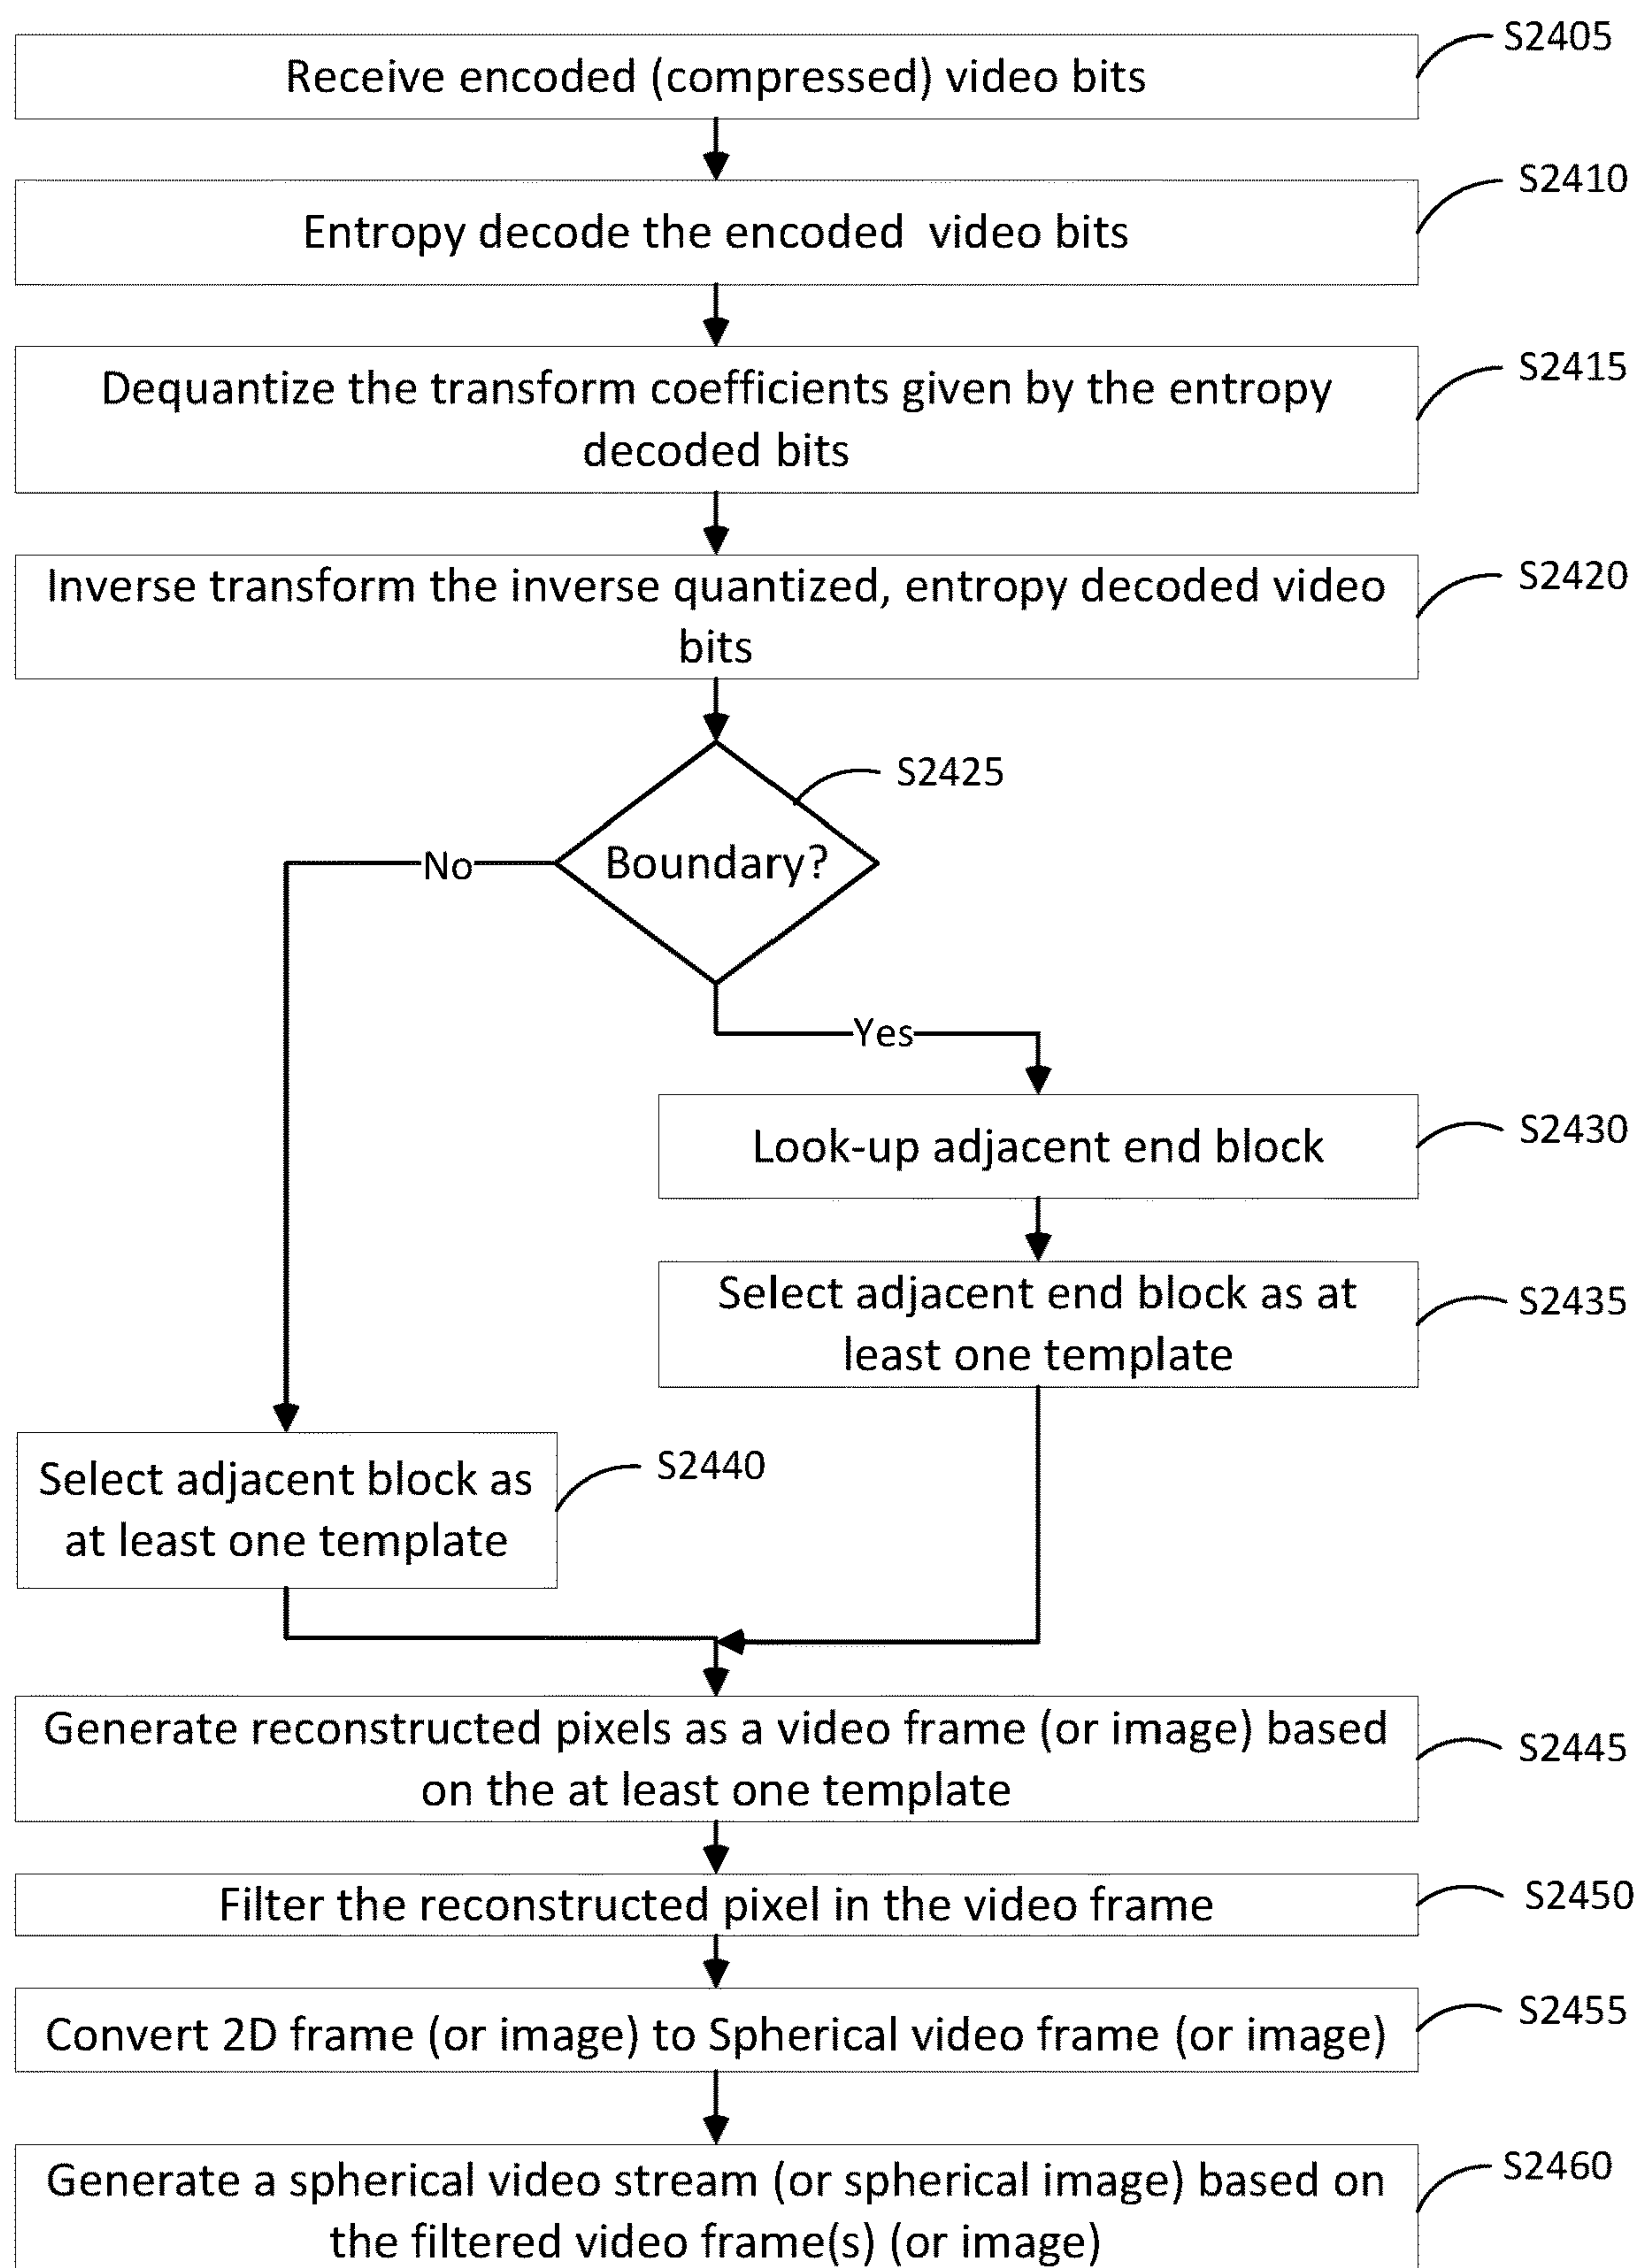 S2405
Receive encoded (compressed) video bits
S2410
Entropy decode the encoded video bits
S2415
Dequantize the transform coefficients given by the entropy
decoded bits
S2420
Inverse transform the inverse quantized, entropy decoded video
bits
S2425
Boundary?
No
Yes
S2430
Look-up adjacent end block
S2435
Select adjacent end block as at
least one template
S2440
Select adjacent block as
at least one template
S2445
Generate reconstructed pixels as a video frame (or image) based
on the at least one template
S2450
Filter the reconstructed pixel in the video frame
S2455
Convert 2D frame (or image) to Spherical video frame (or image)
S2460
Generate a spherical video stream (or spherical image) based on
the filtered video frame(s) (or image)